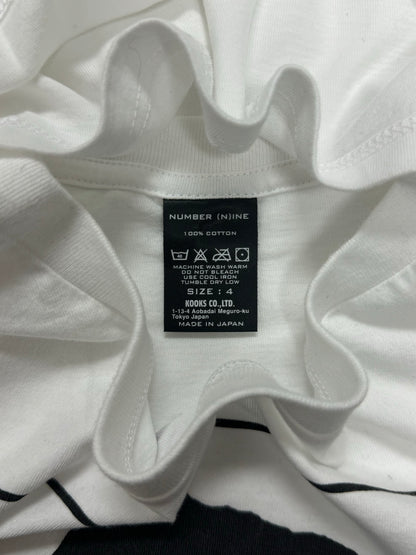 NUMBER (N)INE
100% COTTON
40
MACHINE WASH WARM
DO NOT BLEACH
USE COOL IRON
TUMBLE DRY LOW
SIZE : 4
KOOKS CO.,LTD.
1-13-4 Aobadai Meguro-ku
Tokyo Japan
MADE IN JAPAN